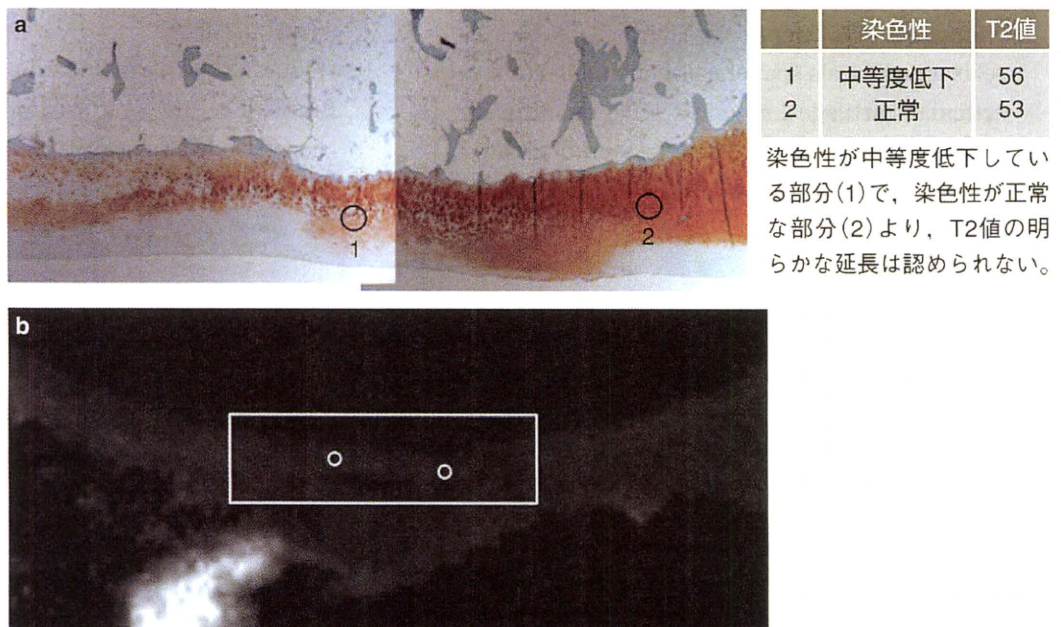 a
1
2
染色性 T2値
1 中等度低下 56
2 正常 53
染色性が中等度低下してい
る部分(1)で，染色性が正常
な部分(2)より，T2値の明
らかな延長は認められない。
b